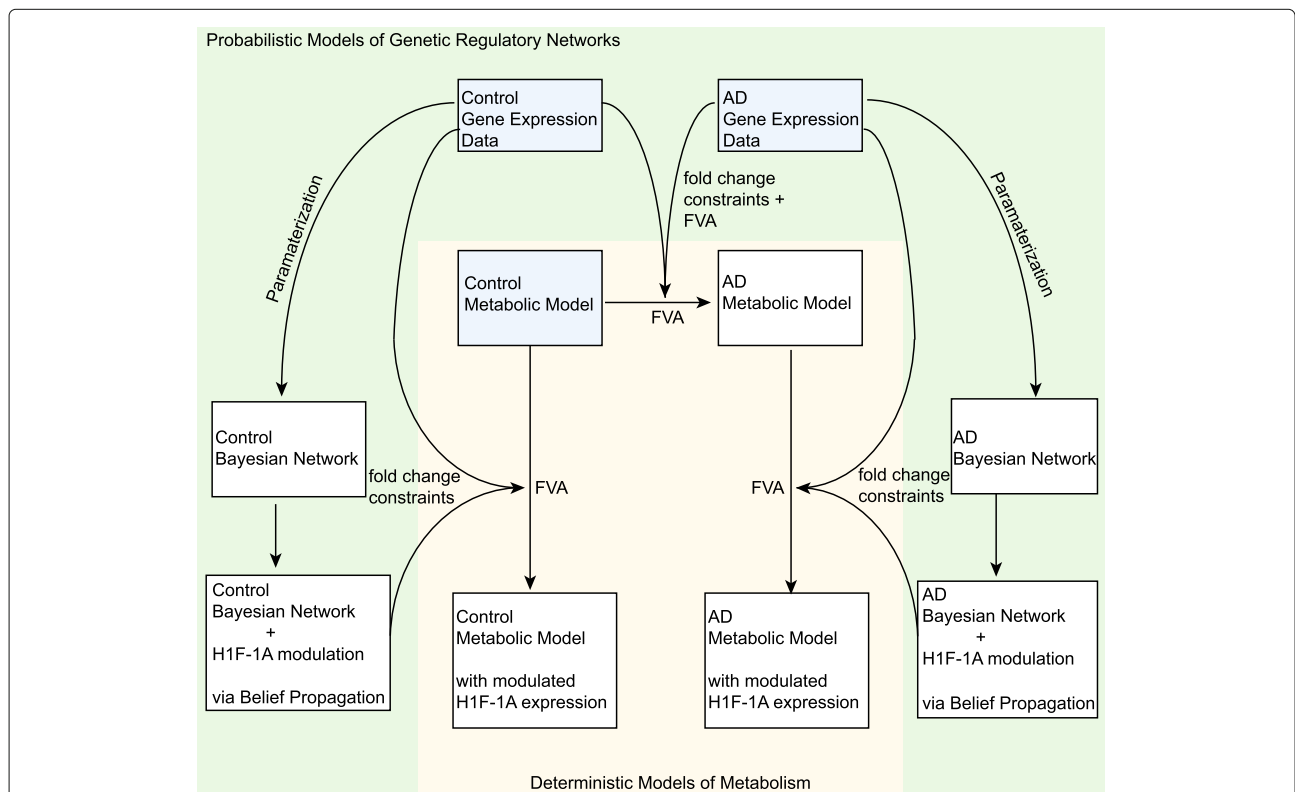 Probabilistic Models of Genetic Regulatory Networks
Control
Gene Expression
Data
AD
Gene Expression
Data
Paramaterization
fold change
constraints +
FVA
Paramaterization
Control
Metabolic Model
FVA
AD
Metabolic Model
Control
Bayesian Network
fold change
constraints
FVA
FVA
fold change
constraints
AD
Bayesian Network
Control
Bayesian Network
+
H1F-1A modulation
via Belief Propagation
Control
Metabolic Model
with modulated
H1F-1A expression
AD
Metabolic Model
with modulated
H1F-1A expression
AD
Bayesian Network
+
H1F-1A modulation
via Belief Propagation
Deterministic Models of Metabolism